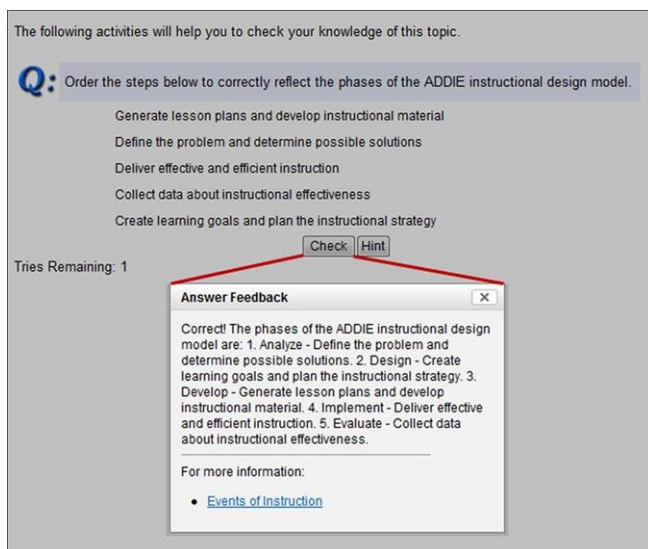 The following activities will help you to check your knowledge of this topic.
Q: Order the steps below to correctly reflect the phases of the ADDIE instructional design model.
Generate lesson plans and develop instructional material
Define the problem and determine possible solutions
Deliver effective and efficient instruction
Collect data about instructional effectiveness
Create learning goals and plan the instructional strategy
Check Hint
Tries Remaining: 1
Answer Feedback
Correct! The phases of the ADDIE instructional design
model are: 1. Analyze - Define the problem and
determine possible solutions. 2. Design - Create
learning goals and plan the instructional strategy. 3.
Develop - Generate lesson plans and develop
instructional material. 4. Implement - Deliver effective
and efficient instruction. 5. Evaluate - Collect data
about instructional effectiveness.
For more information:
• Events of Instruction